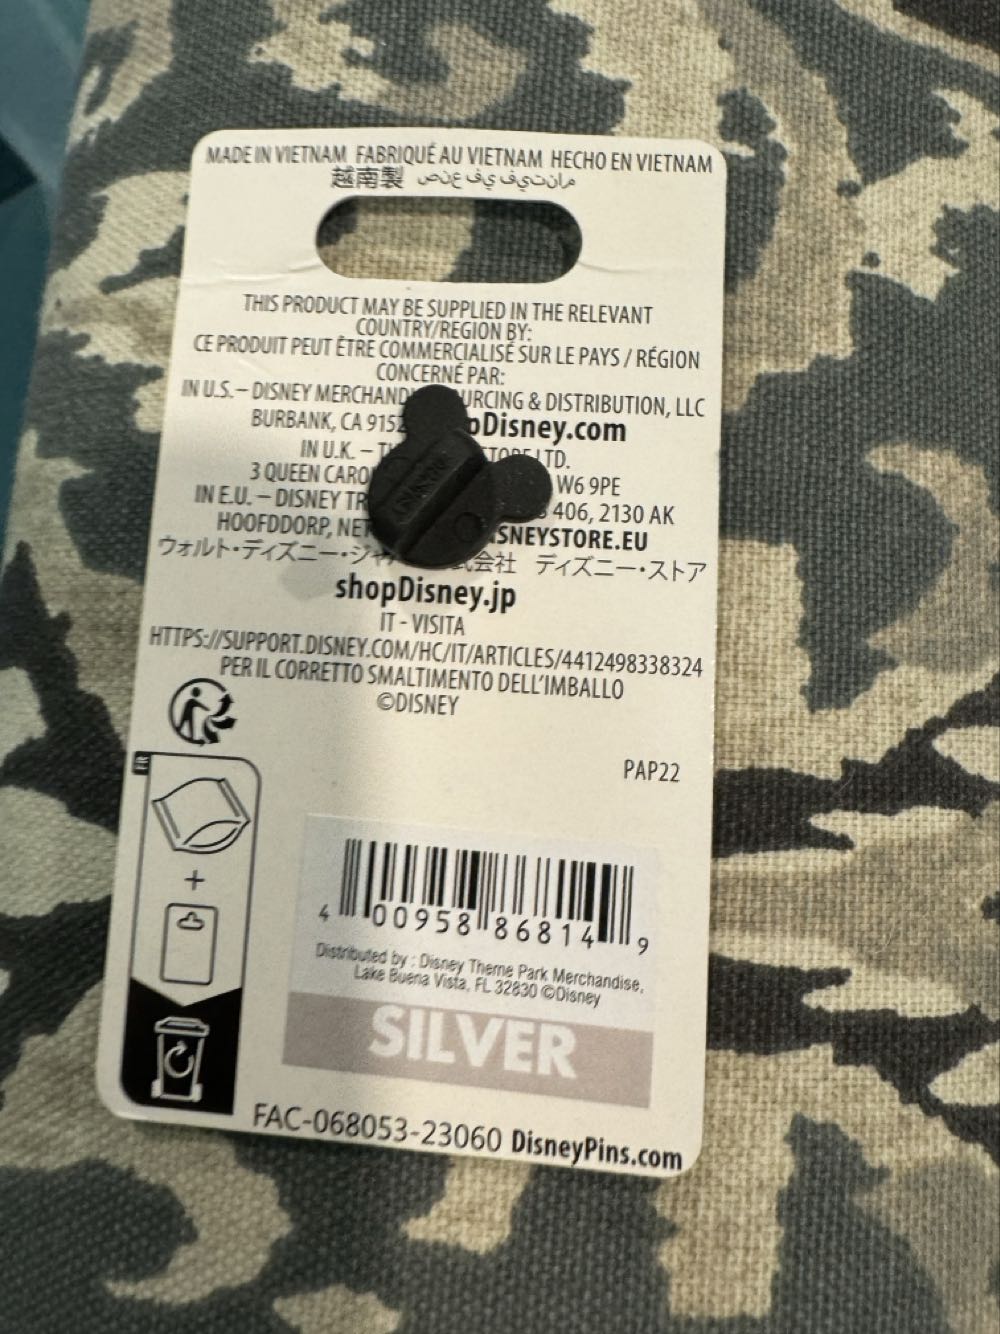 MADE IN VIETNAM FABRIQUÉ AU VIETNAM HECHO EN VIETNAM
越南製 صنع في فيتنام
THIS PRODUCT MAY BE SUPPLIED IN THE RELEVANT
COUNTRY/REGION BY:
CE PRODUIT PEUT ÊTRE COMMERCIALISÉ SUR LE PAYS / RÉGION
CONCERNÉ PAR:
IN U.S. – DISNEY MERCHAND URCING & DISTRIBUTION, LLC
BURBANK, CA 9152 pDisney.com
IN U.K. – STORE LTD.
3 QUEEN CARO W6 9PE
IN E.U. – DISNEY TR 406, 2130 AK
HOOFDDORP, NET ISNEYSTORE.EU
ウォルト・ディズニー・ジャ 式会社 ディズニー・ストア
shopDisney.jp
IT - VISITA
HTTPS://SUPPORT.DISNEY.COM/HC/IT/ARTICLES/4412498338324
PER IL CORRETTO SMALTIMENTO DELL'IMBALLO
©DISNEY
PAP22
FR
4 00958 86814 9
Distributed by : Disney Theme Park Merchandise,
Lake Buena Vista, FL 32830 ©Disney
SILVER
FAC-068053-23060 DisneyPins.com